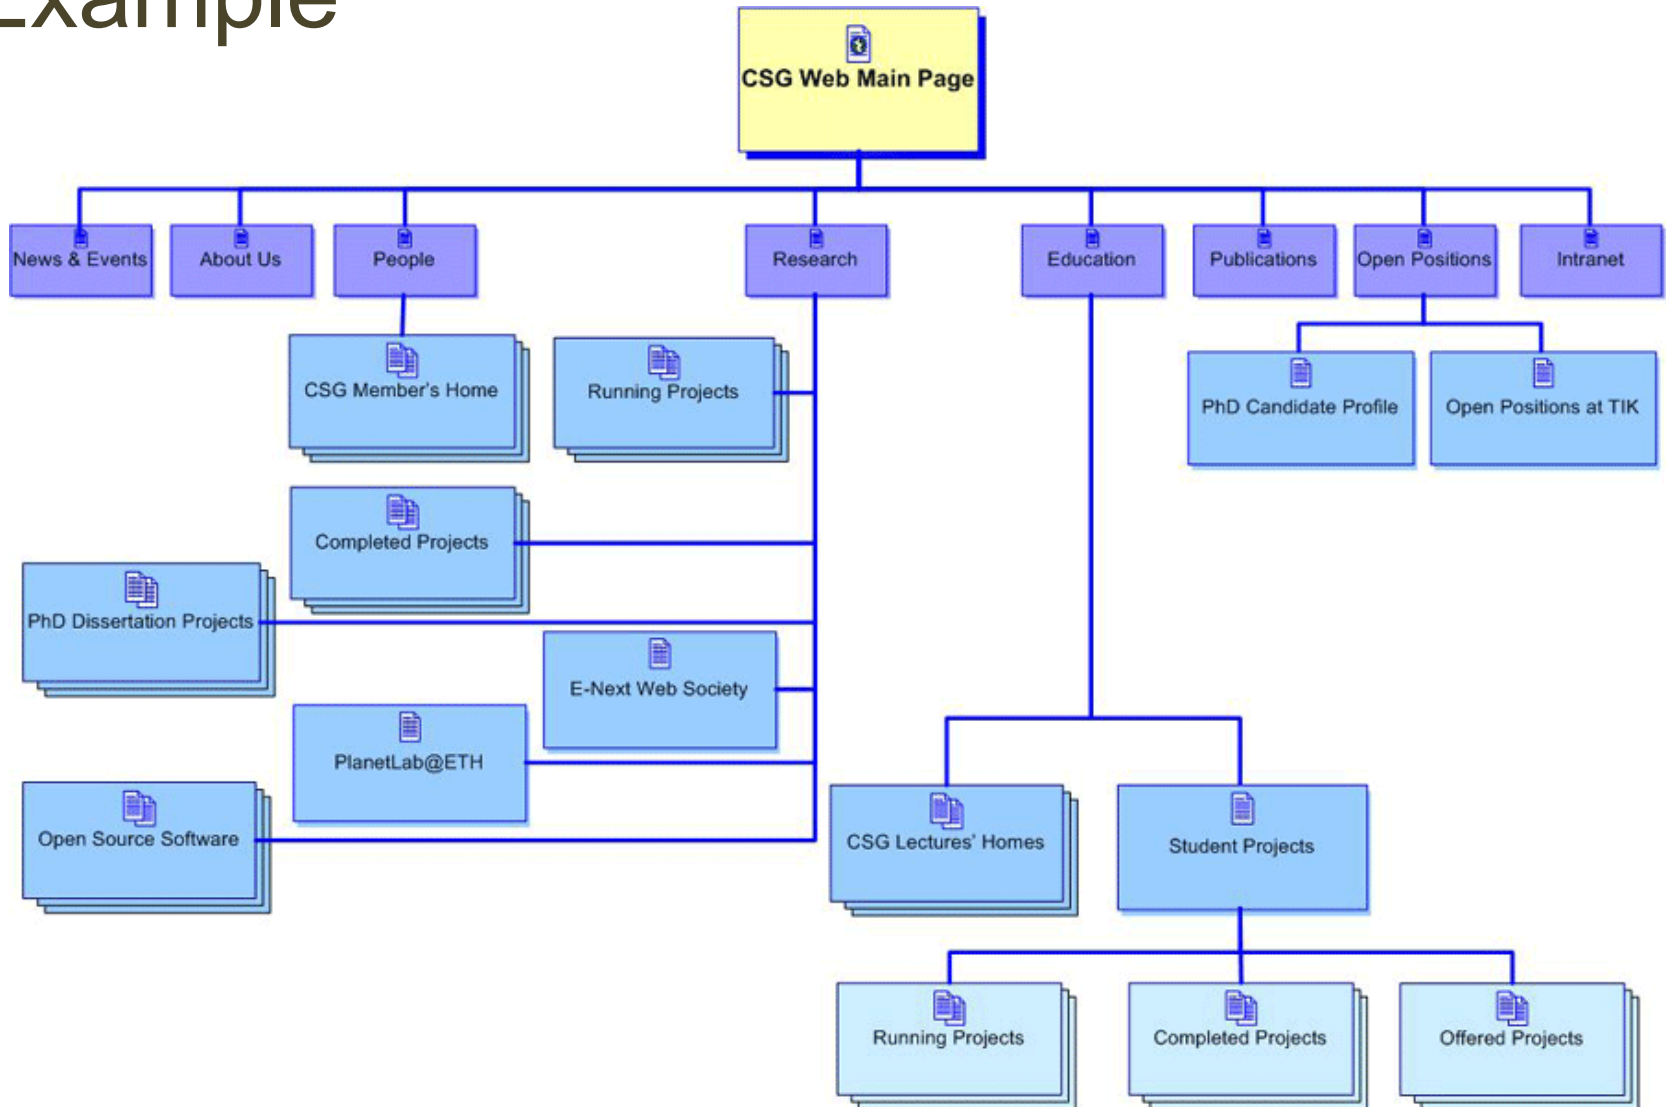 Example
CSG Web Main Page
News & Events
About Us
People
Research
Education
Publications
Open Positions
Intranet
CSG Member's Home
Running Projects
PhD Candidate Profile
Open Positions at TIK
Completed Projects
PhD Dissertation Projects
E-Next Web Society
PlanetLab@ETH
Open Source Software
CSG Lectures' Homes
Student Projects
Running Projects
Completed Projects
Offered Projects